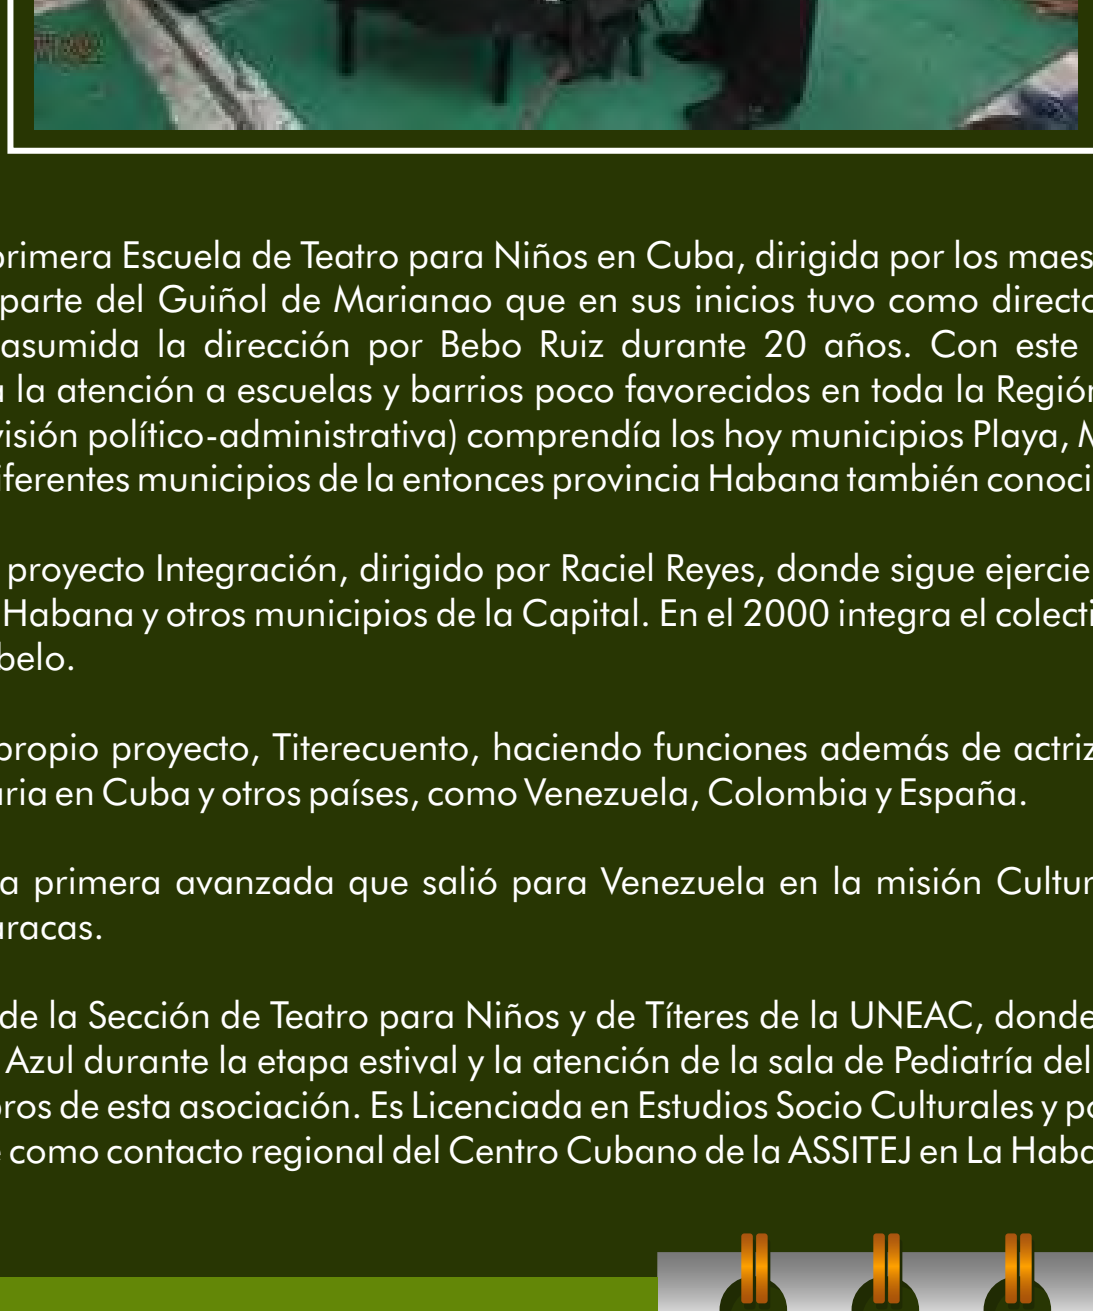 primera Escuela de Teatro para Niños en Cuba, dirigida por los maes
parte del Guiñol de Marianao que en sus inicios tuvo como directo
asumida la dirección por Bebo Ruiz durante 20 años. Con este
a la atención a escuelas y barrios poco favorecidos en toda la Región
visión político-administrativa) comprendía los hoy municipios Playa, M
iferentes municipios de la entonces provincia Habana también conoci
proyecto Integración, dirigido por Raciel Reyes, donde sigue ejercie
Habana y otros municipios de la Capital. En el 2000 integra el colecti
belo.
propio proyecto, Titerecuento, haciendo funciones además de actriz
aria en Cuba y otros países, como Venezuela, Colombia y España.
a primera avanzada que salió para Venezuela en la misión Cultur
aracas.
de la Sección de Teatro para Niños y de Títeres de la UNEAC, donde
Azul durante la etapa estival y la atención de la sala de Pediatría del
bros de esta asociación. Es Licenciada en Estudios Socio Culturales y po
e como contacto regional del Centro Cubano de la ASSITEJ en La Haba